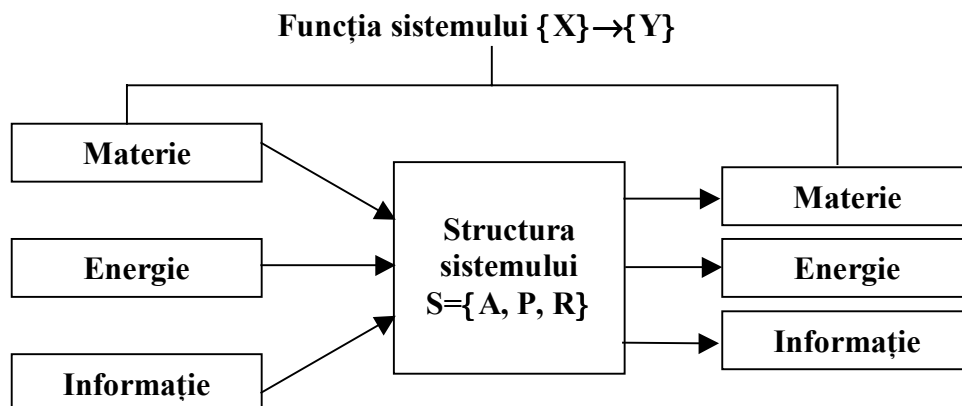 Funcția sistemului {X}→{Y}
Materie
Energie
Informație
Structura
sistemului
S={A, P, R}
Materie
Energie
Informație